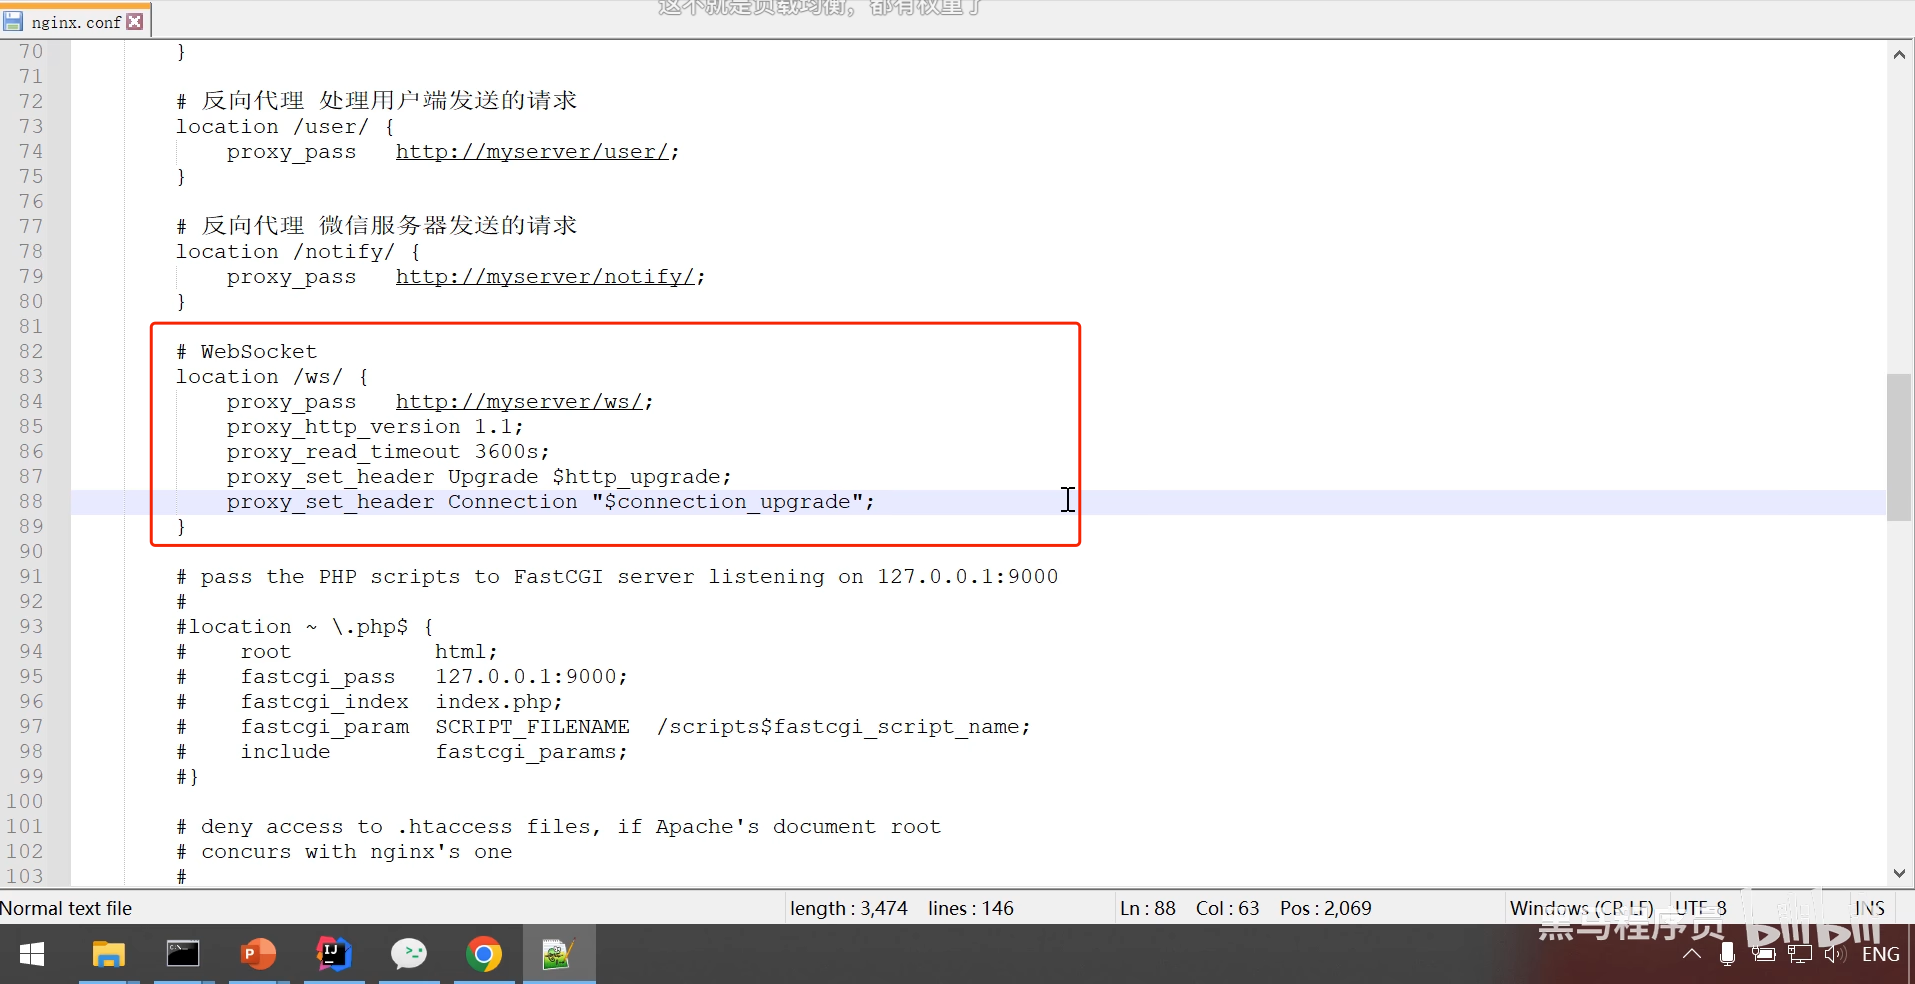 这不就是负载均衡，都有权重了
nginx.conf
70 }
71
72 # 反向代理 处理用户端发送的请求
73 location /user/ {
74 proxy_pass http://myserver/user/;
75 }
76
77 # 反向代理 微信服务器发送的请求
78 location /notify/ {
79 proxy_pass http://myserver/notify/;
80 }
81
82 # WebSocket
83 location /ws/ {
84 proxy_pass http://myserver/ws/;
85 proxy_http_version 1.1;
86 proxy_read_timeout 3600s;
87 proxy_set_header Upgrade $http_upgrade;
88 proxy_set_header Connection "$connection_upgrade";
89 }
90
91 # pass the PHP scripts to FastCGI server listening on 127.0.0.1:9000
92 #
93 #location ~ \.php$ {
94 # root html;
95 # fastcgi_pass 127.0.0.1:9000;
96 # fastcgi_index index.php;
97 # fastcgi_param SCRIPT_FILENAME /scripts$fastcgi_script_name;
98 # include fastcgi_params;
99 #}
100
101 # deny access to .htaccess files, if Apache's document root
102 # concurs with nginx's one
103 #
Normal text file length : 3,474 lines : 146 Ln : 88 Col : 63 Pos : 2,069 Windows (CR LF) UTF-8 INS
黑马程序员 bilibili
ENG